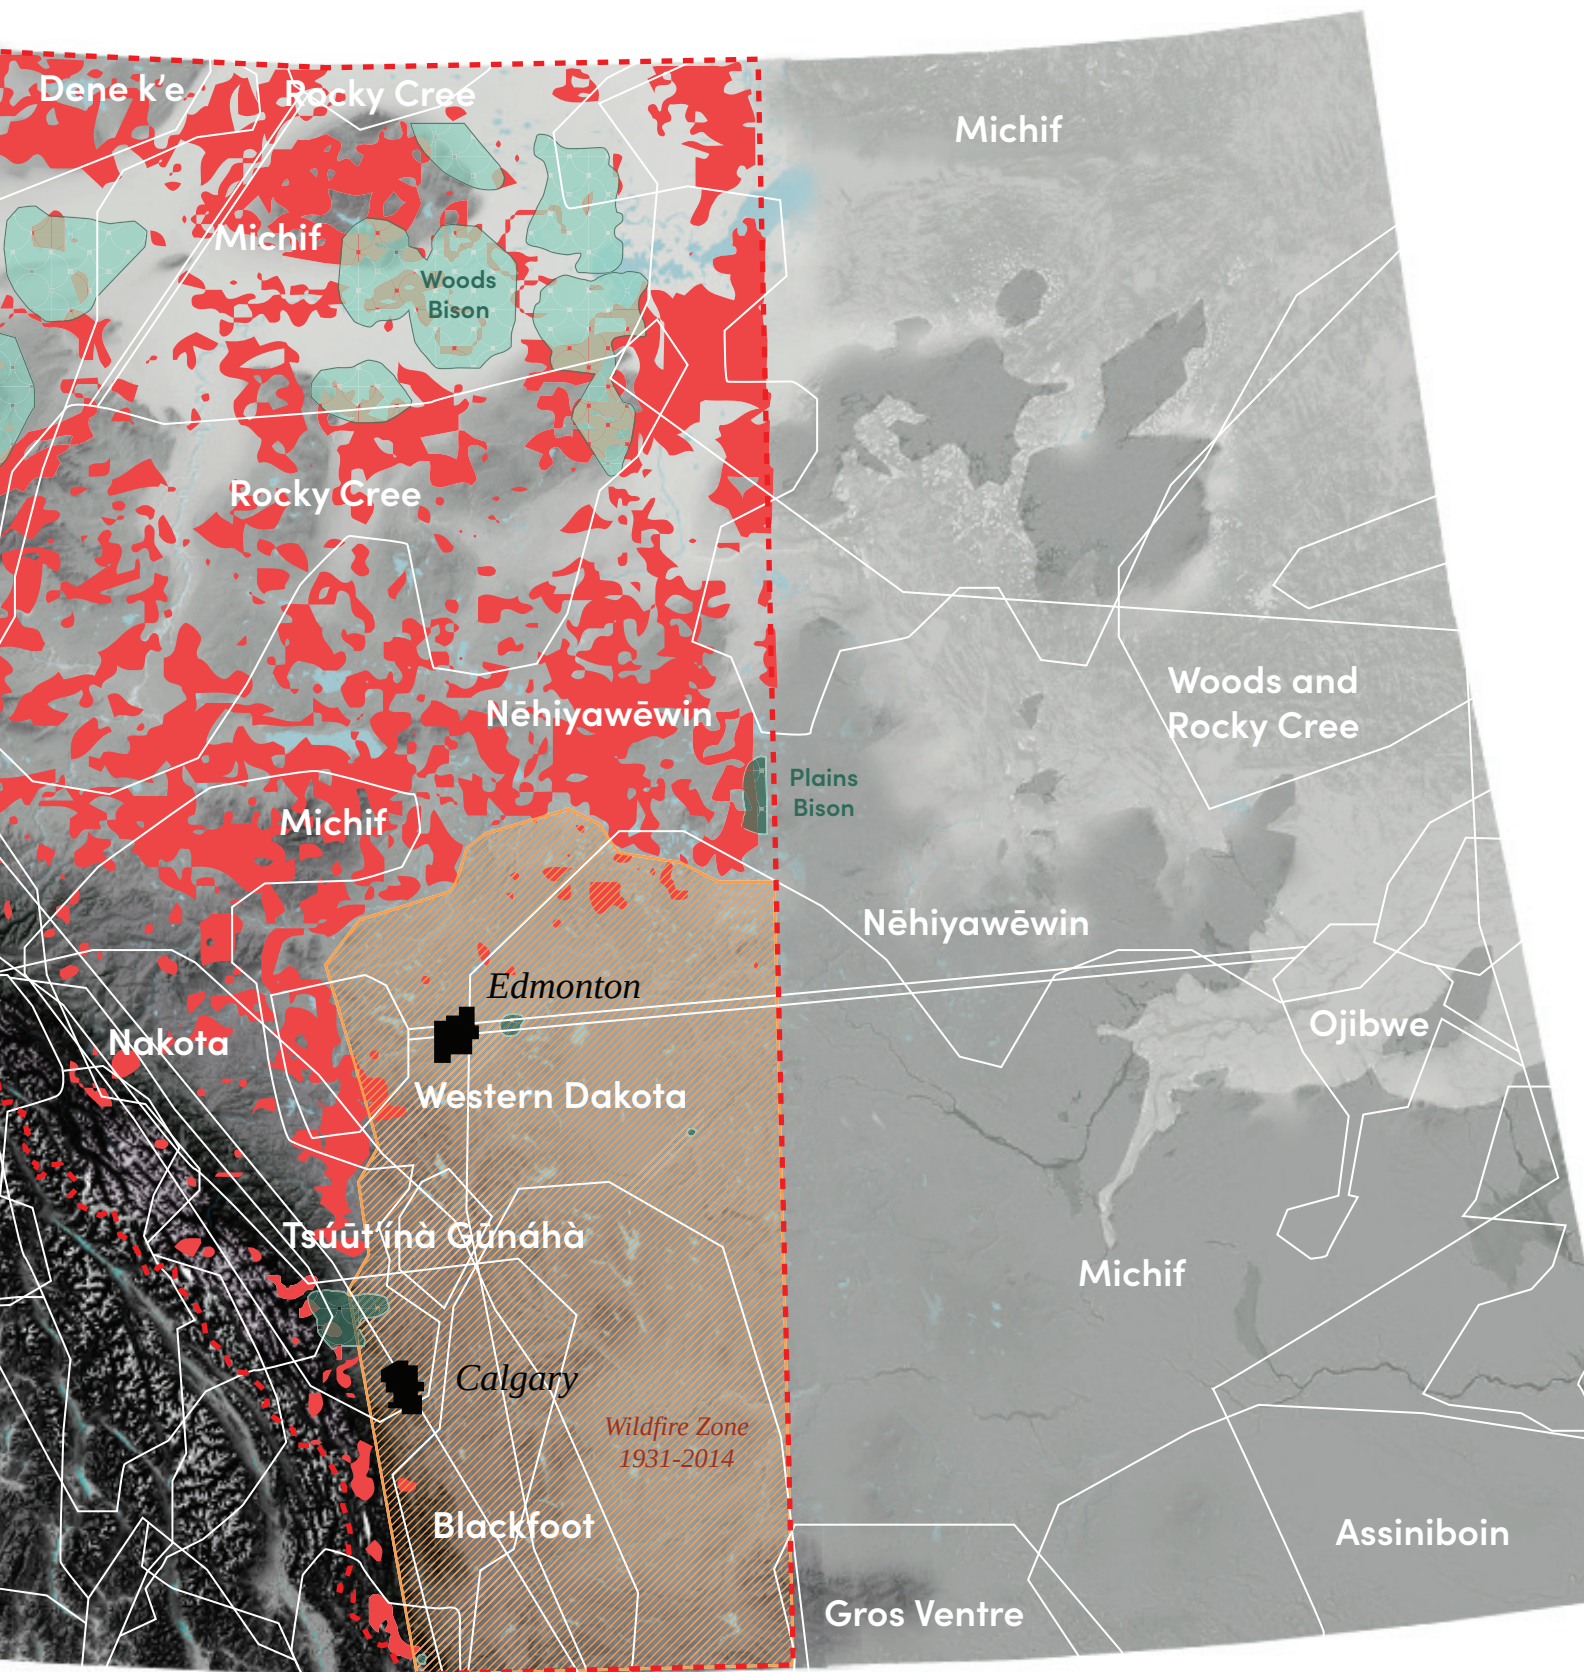 Dene k’e
Rocky Cree
Michif
Michif
Woods
Bison
Rocky Cree
Woods and
Rocky Cree
Nēhiyawēwin
Plains
Bison
Michif
Nēhiyawēwin
Edmonton
Ojibwe
Nakota
Western Dakota
Tsúūt’ínà Gūnáhà
Michif
Calgary
Wildfire Zone
1931-2014
Blackfoot
Assiniboin
Gros Ventre